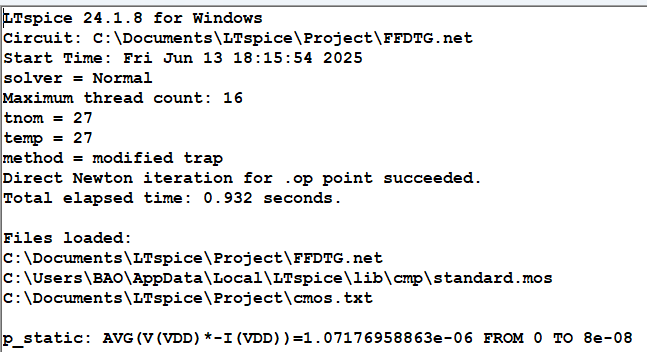 LTspice 24.1.8 for Windows
Circuit: C:\Documents\LTspice\Project\FFDTG.net
Start Time: Fri Jun 13 18:15:54 2025
solver = Normal
Maximum thread count: 16
tnom = 27
temp = 27
method = modified trap
Direct Newton iteration for .op point succeeded.
Total elapsed time: 0.932 seconds.

Files loaded:
C:\Documents\LTspice\Project\FFDTG.net
C:\Users\BAO\AppData\Local\LTspice\lib\cmp\standard.mos
C:\Documents\LTspice\Project\cmos.txt

p_static: AVG(V(VDD)*-I(VDD))=1.07176958863e-06 FROM 0 TO 8e-08